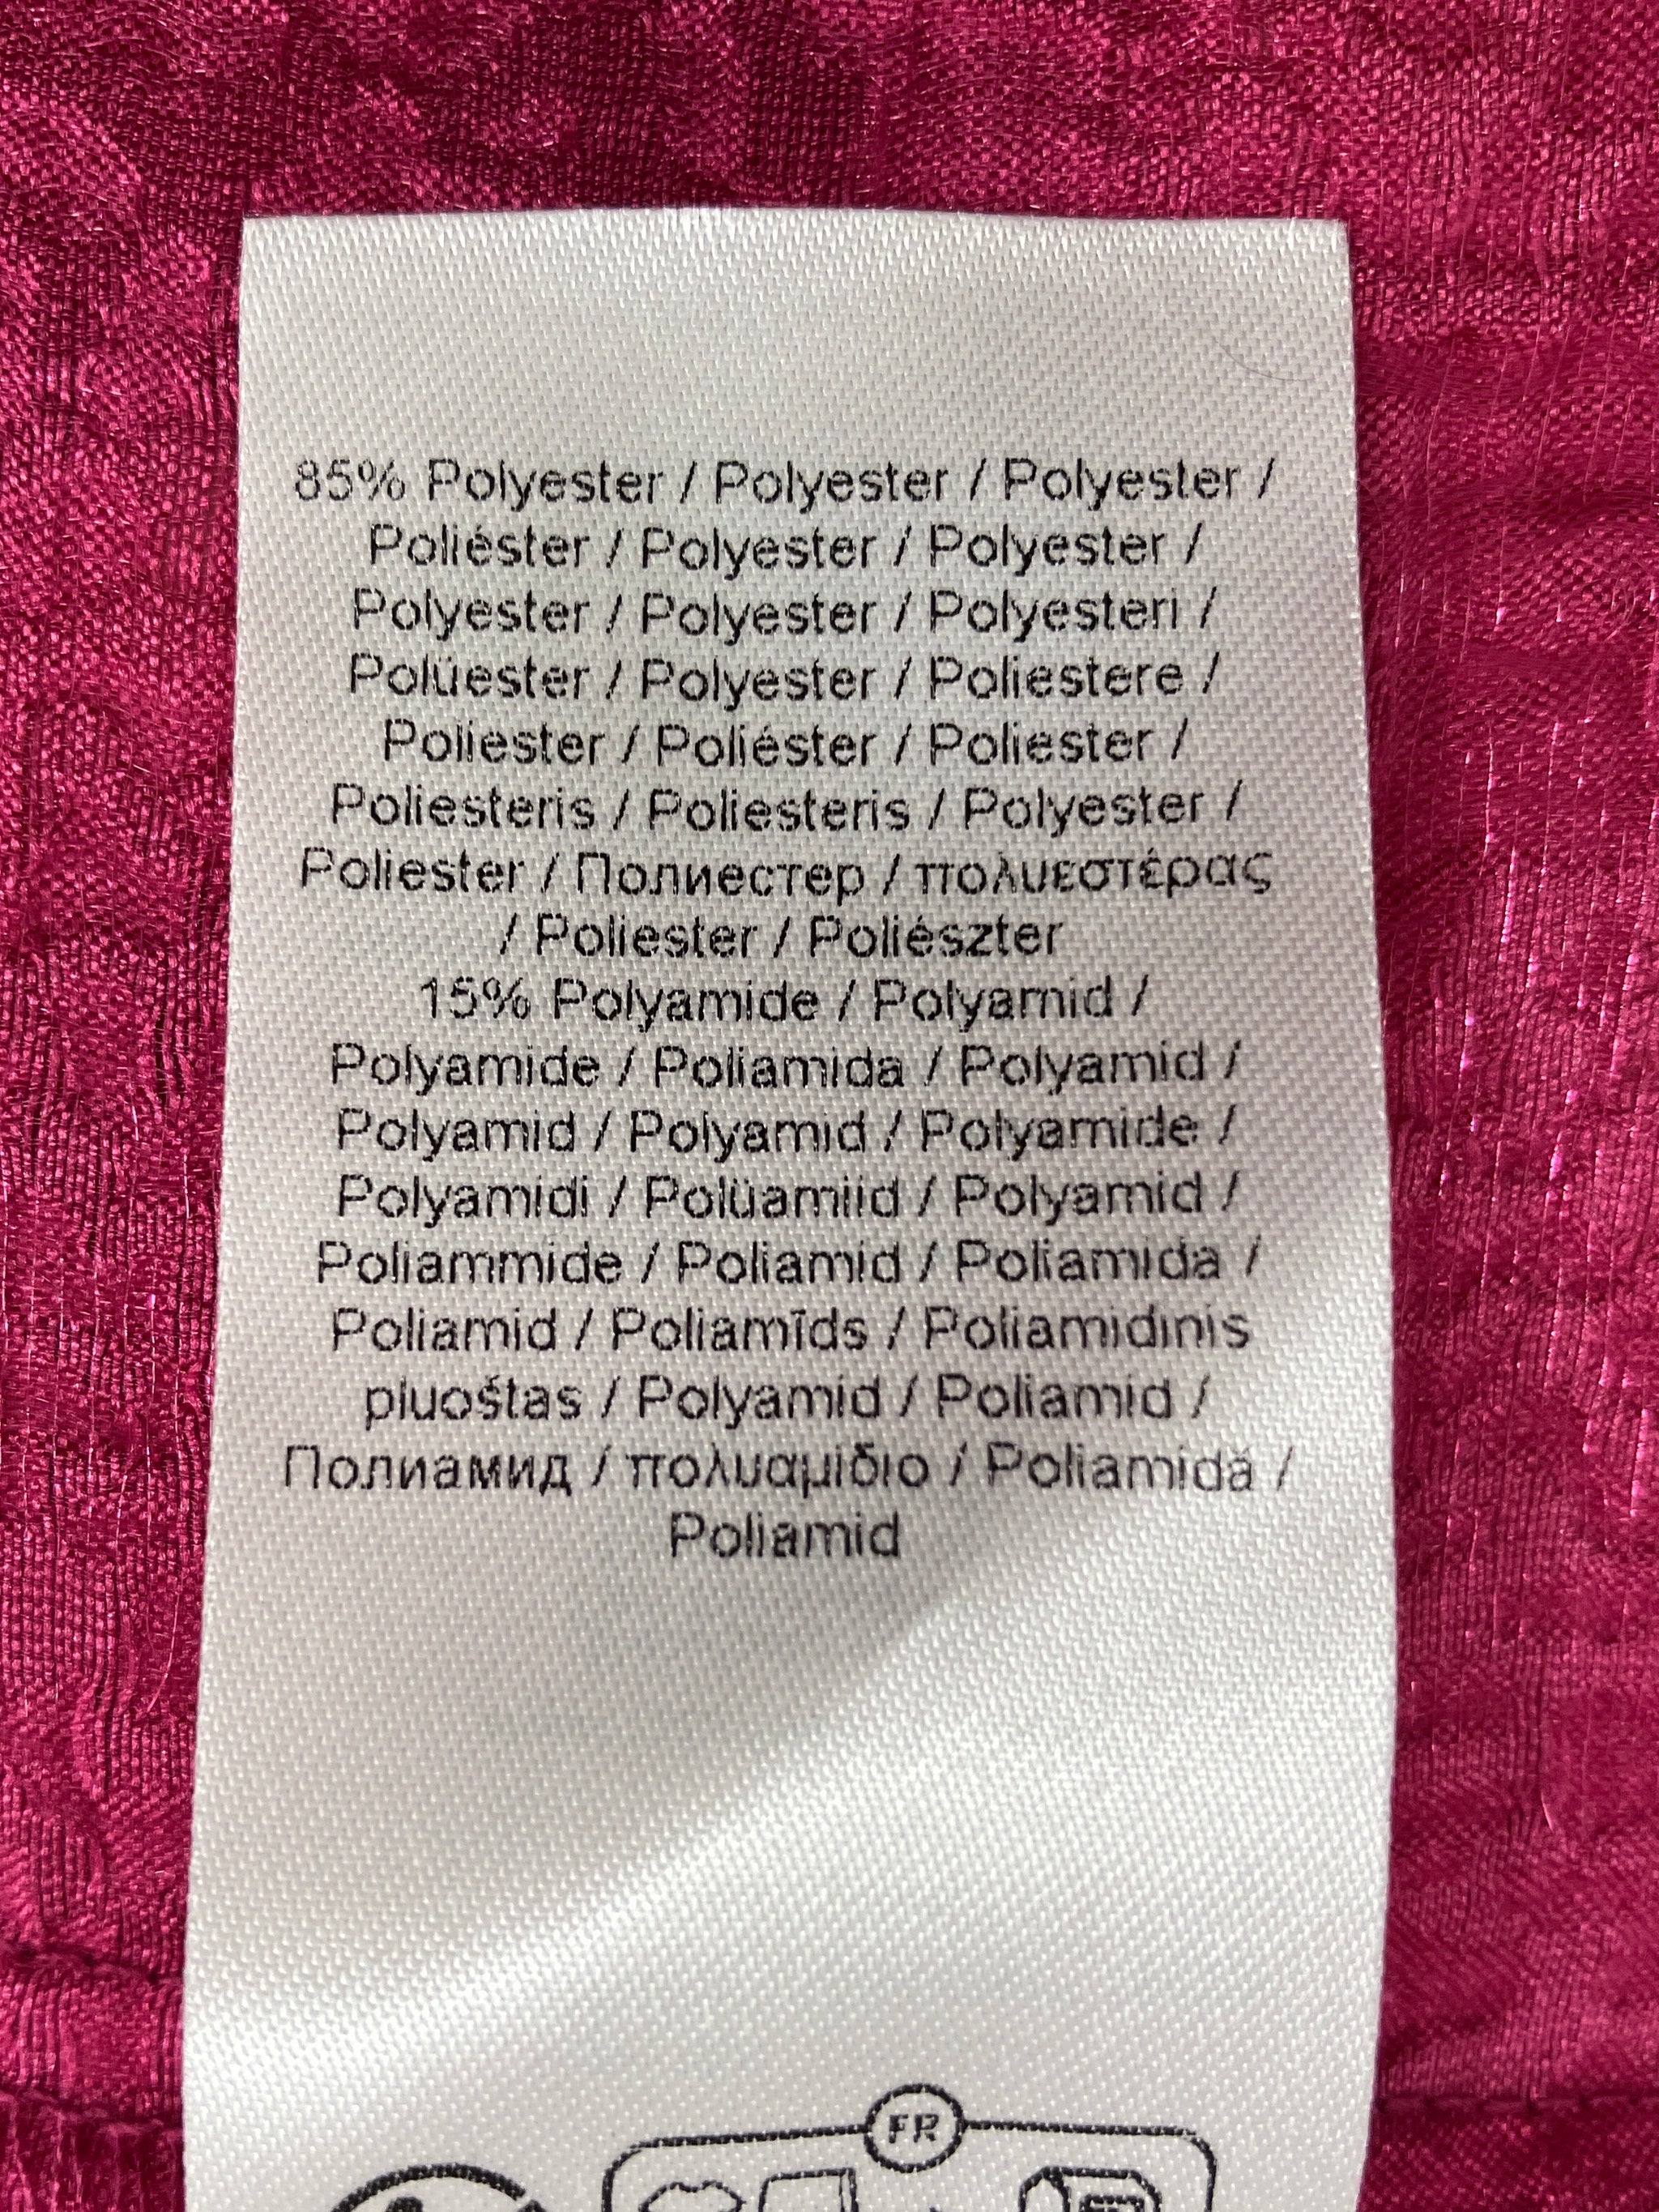 85% Polyester / Polyester / Polyester /
Poliéster / Polyester / Polyester /
Polyester / Polyester / Polyesteri /
Polüester / Polyester / Poliestere /
Poliester / Poliéster / Poliester /
Poliesteris / Poliesteris / Polyester /
Poliester / Полиестер / πολυεστέρας
/ Poliester / Poliészter
15% Polyamide / Polyamid /
Polyamide / Poliamida / Polyamid /
Polyamid / Polyamid / Polyamide /
Polyamidi / Polüamiid / Polyamid /
Poliammide / Poliamid / Poliamida /
Poliamid / Poliamīds / Poliamidinis
pluoštas / Polyamid / Poliamid /
Полиамид / πολυαμίδιο / Poliamidă /
Poliamid
FR